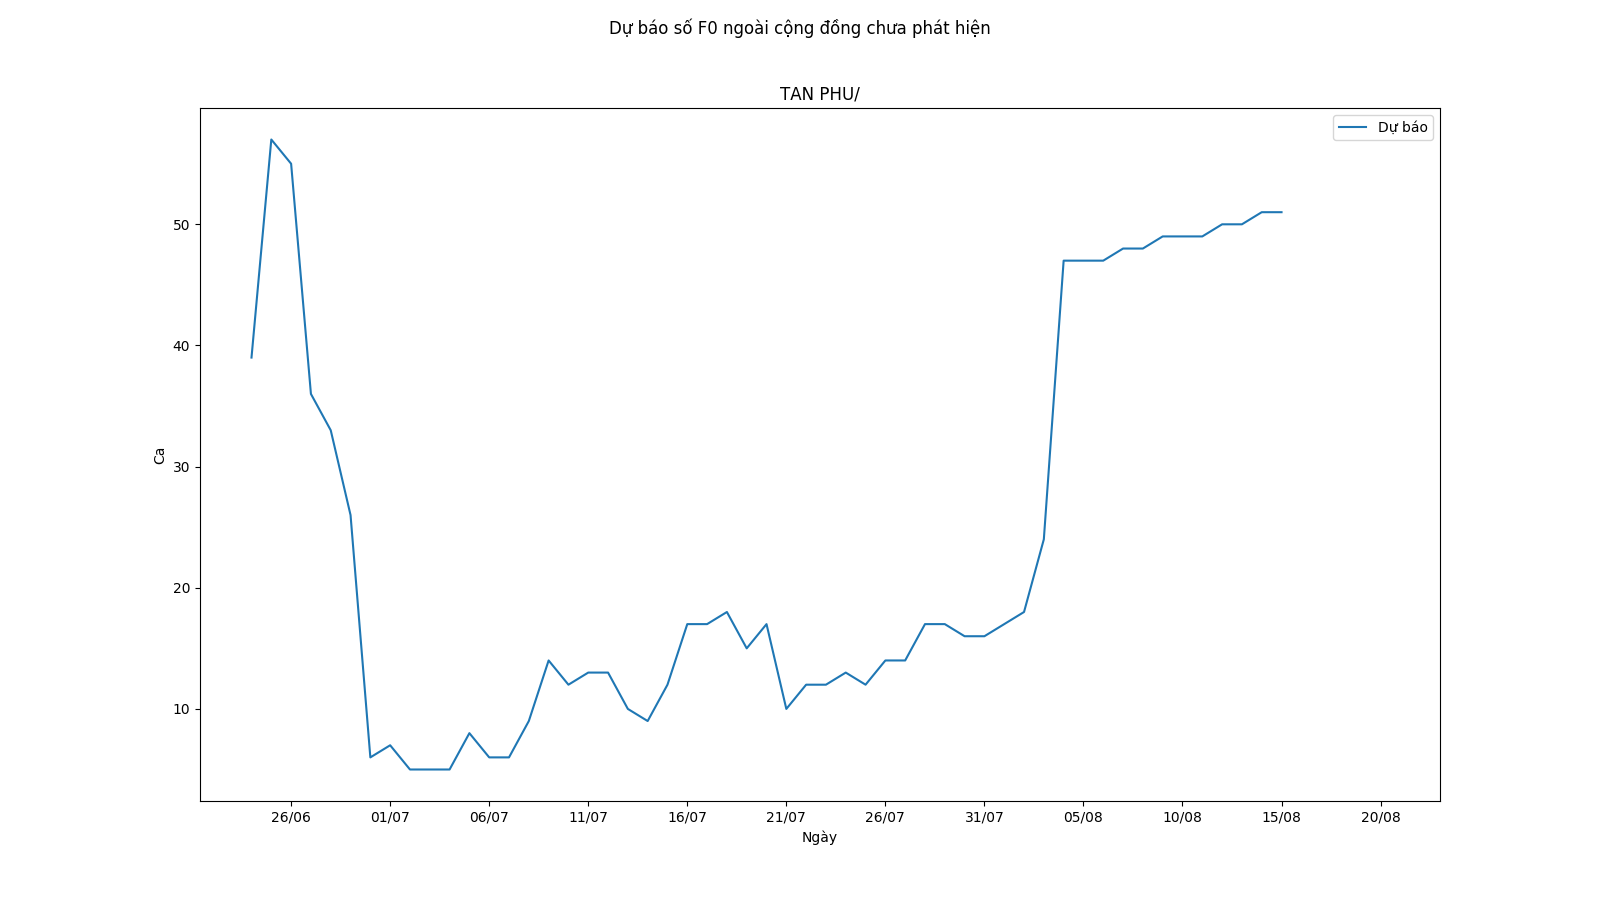 Dự báo số F0 ngoài cộng đồng chưa phát hiện
TAN PHU/
Dự báo
50
40
30
20
10
Ca
26/06 01/07 06/07 11/07 16/07 21/07 26/07 31/07 05/08 10/08 15/08 20/08
Ngày